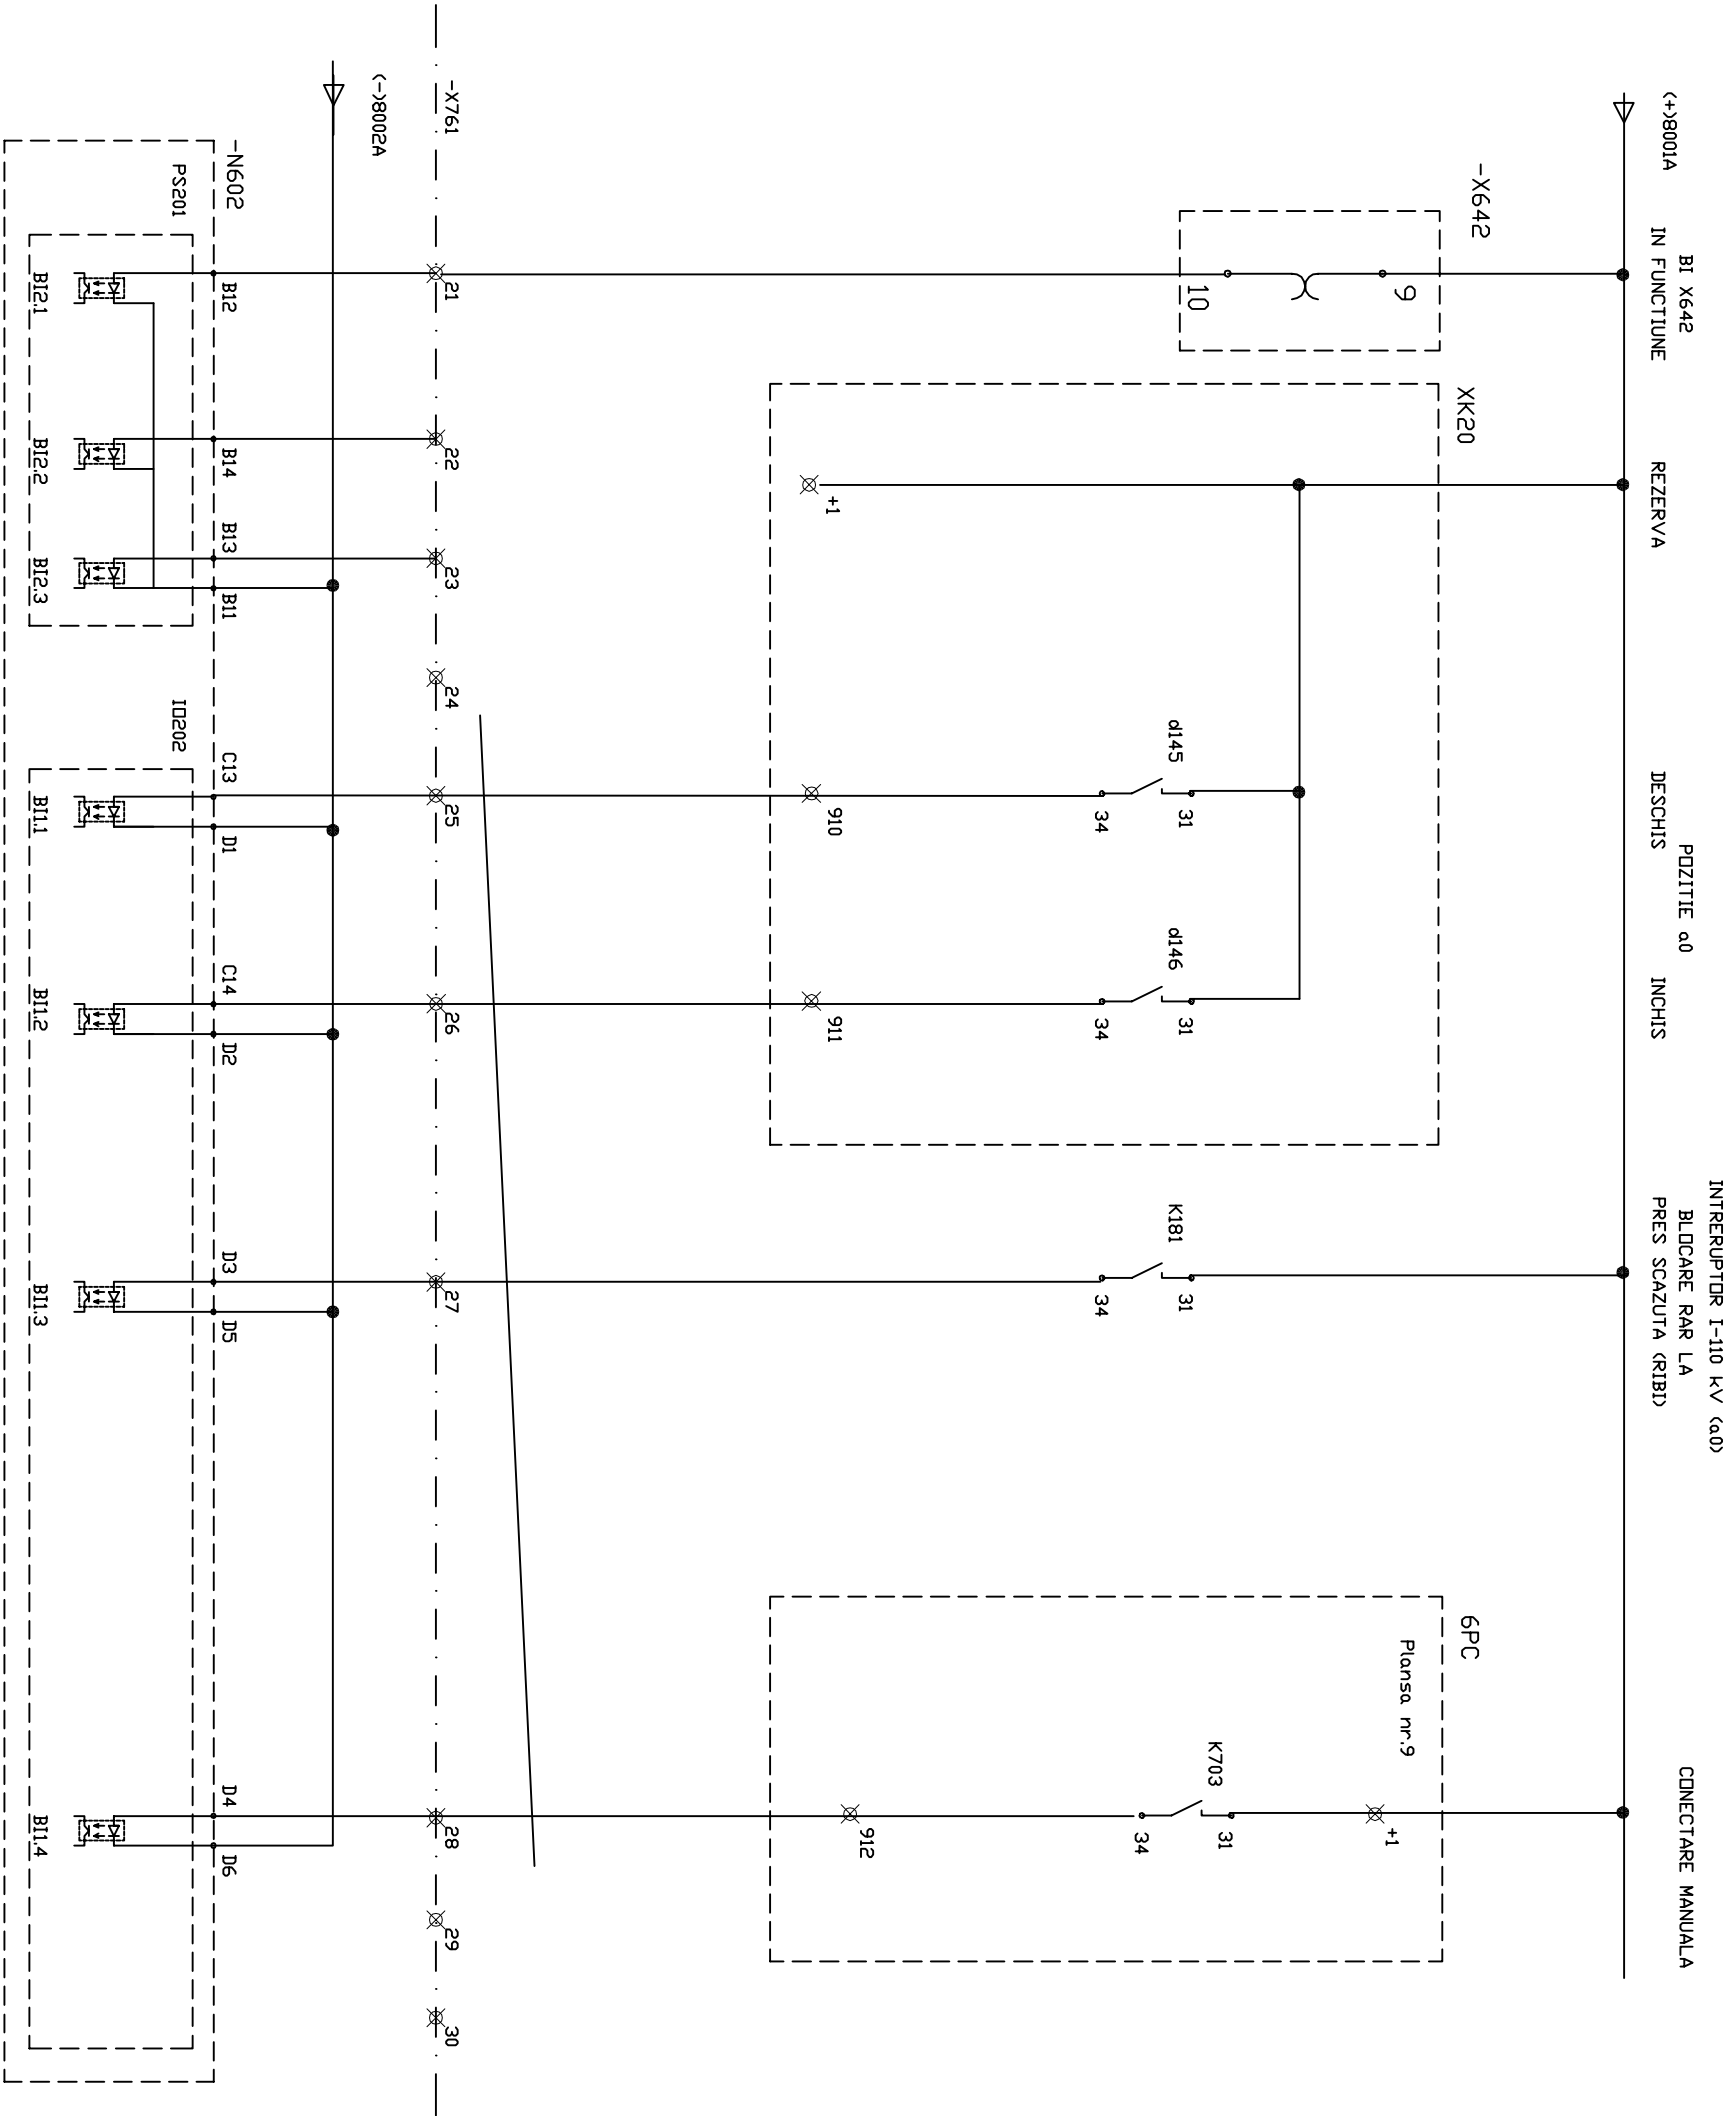 INTRERUPTOR I-110 kV (a0)
BI X642
IN FUNCTIUNE
REZERVA
POZITIE a0
DESCHIS
INCHIS
BLOCARE RAR LA
PRES SCAZUTA (RIBI)
CONECTARE MANUALA
(+)8001A
-X642
9
10
XK20
+1
d145
31
34
910
d146
31
34
911
K181
31
34
6PC
Plansa nr.9
+1
K703
31
34
912
-X761
21
22
23
24
25
26
27
28
29
30
(-)8002A
-N602
B12
B14
B13
B11
C13
D1
C14
D2
D3
D5
D4
D6
PS201
IO202
BI2.1
BI2.2
BI2.3
BI1.1
BI1.2
BI1.3
BI1.4